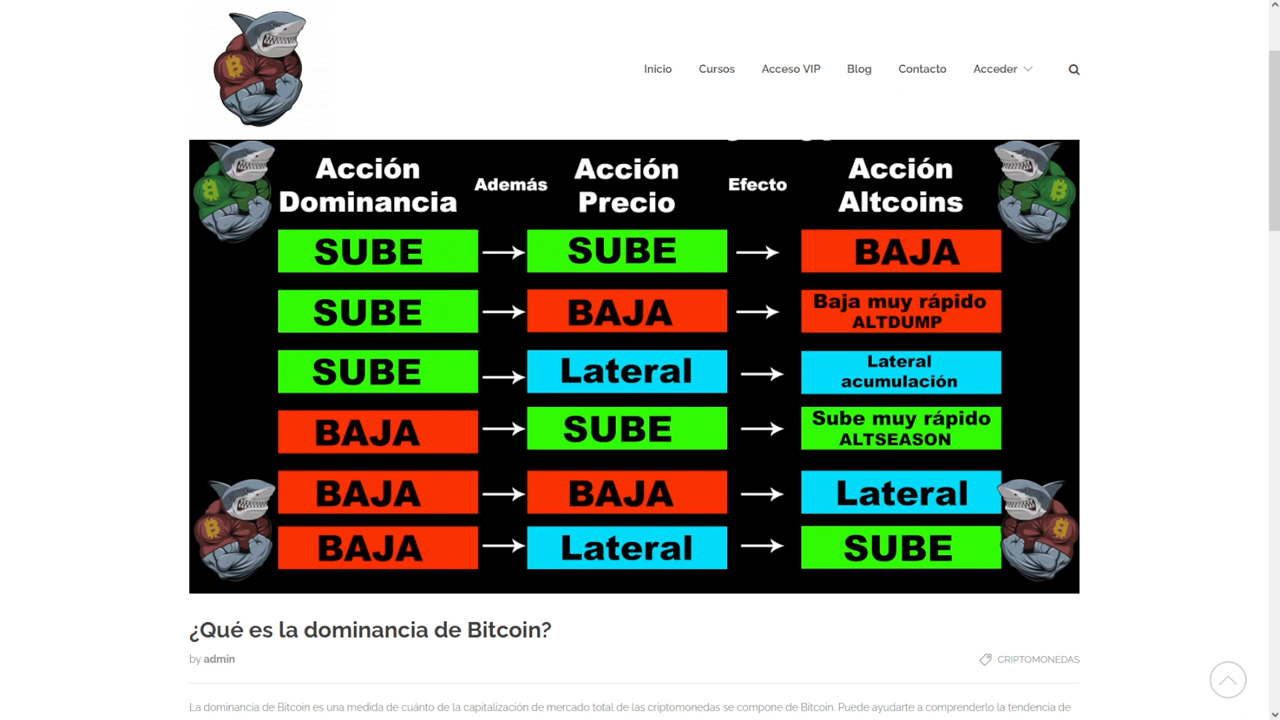 Inicio Cursos Acceso VIP Blog Contacto Acceder
Acción Dominancia Además Acción Precio Efecto Acción Altcoins
SUBE SUBE BAJA
SUBE BAJA Baja muy rápido ALTDUMP
SUBE Lateral Lateral acumulación
BAJA SUBE Sube muy rápido ALTSEASON
BAJA BAJA Lateral
BAJA Lateral SUBE
¿Qué es la dominancia de Bitcoin?
by admin CRIPTOMONEDAS
La dominancia de Bitcoin es una medida de cuánto de la capitalización de mercado total de las criptomonedas se compone de Bitcoin. Puede ayudarte a comprenderlo la tendencia de